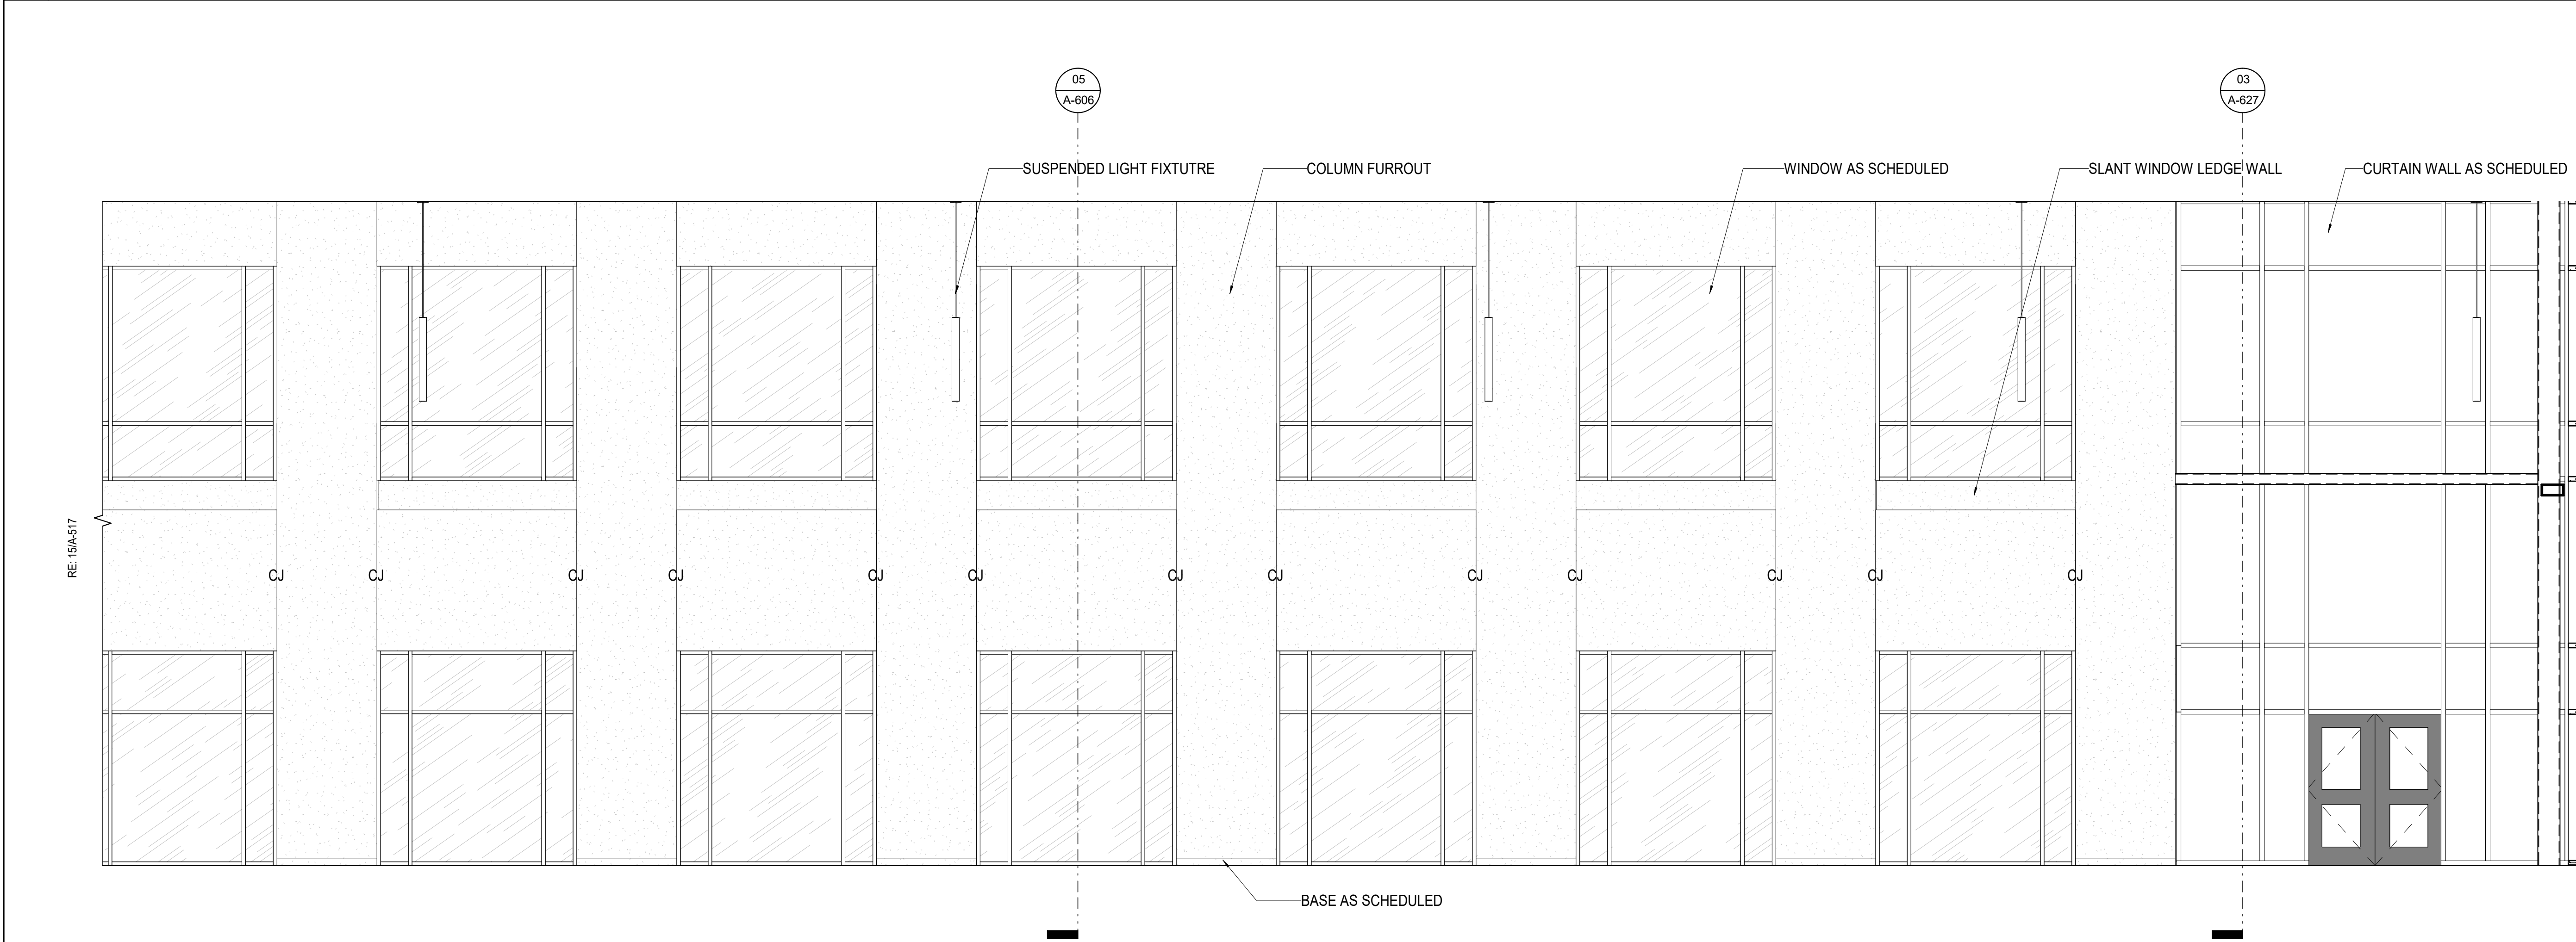 05
A-606
03
A-627
SUSPENDED LIGHT FIXTUTRE
COLUMN FURROUT
WINDOW AS SCHEDULED
SLANT WINDOW LEDGE WALL
CURTAIN WALL AS SCHEDULED
RE: 15/A-517
CJ
CJ
CJ
CJ
CJ
CJ
CJ
CJ
CJ
CJ
CJ
CJ
CJ
BASE AS SCHEDULED